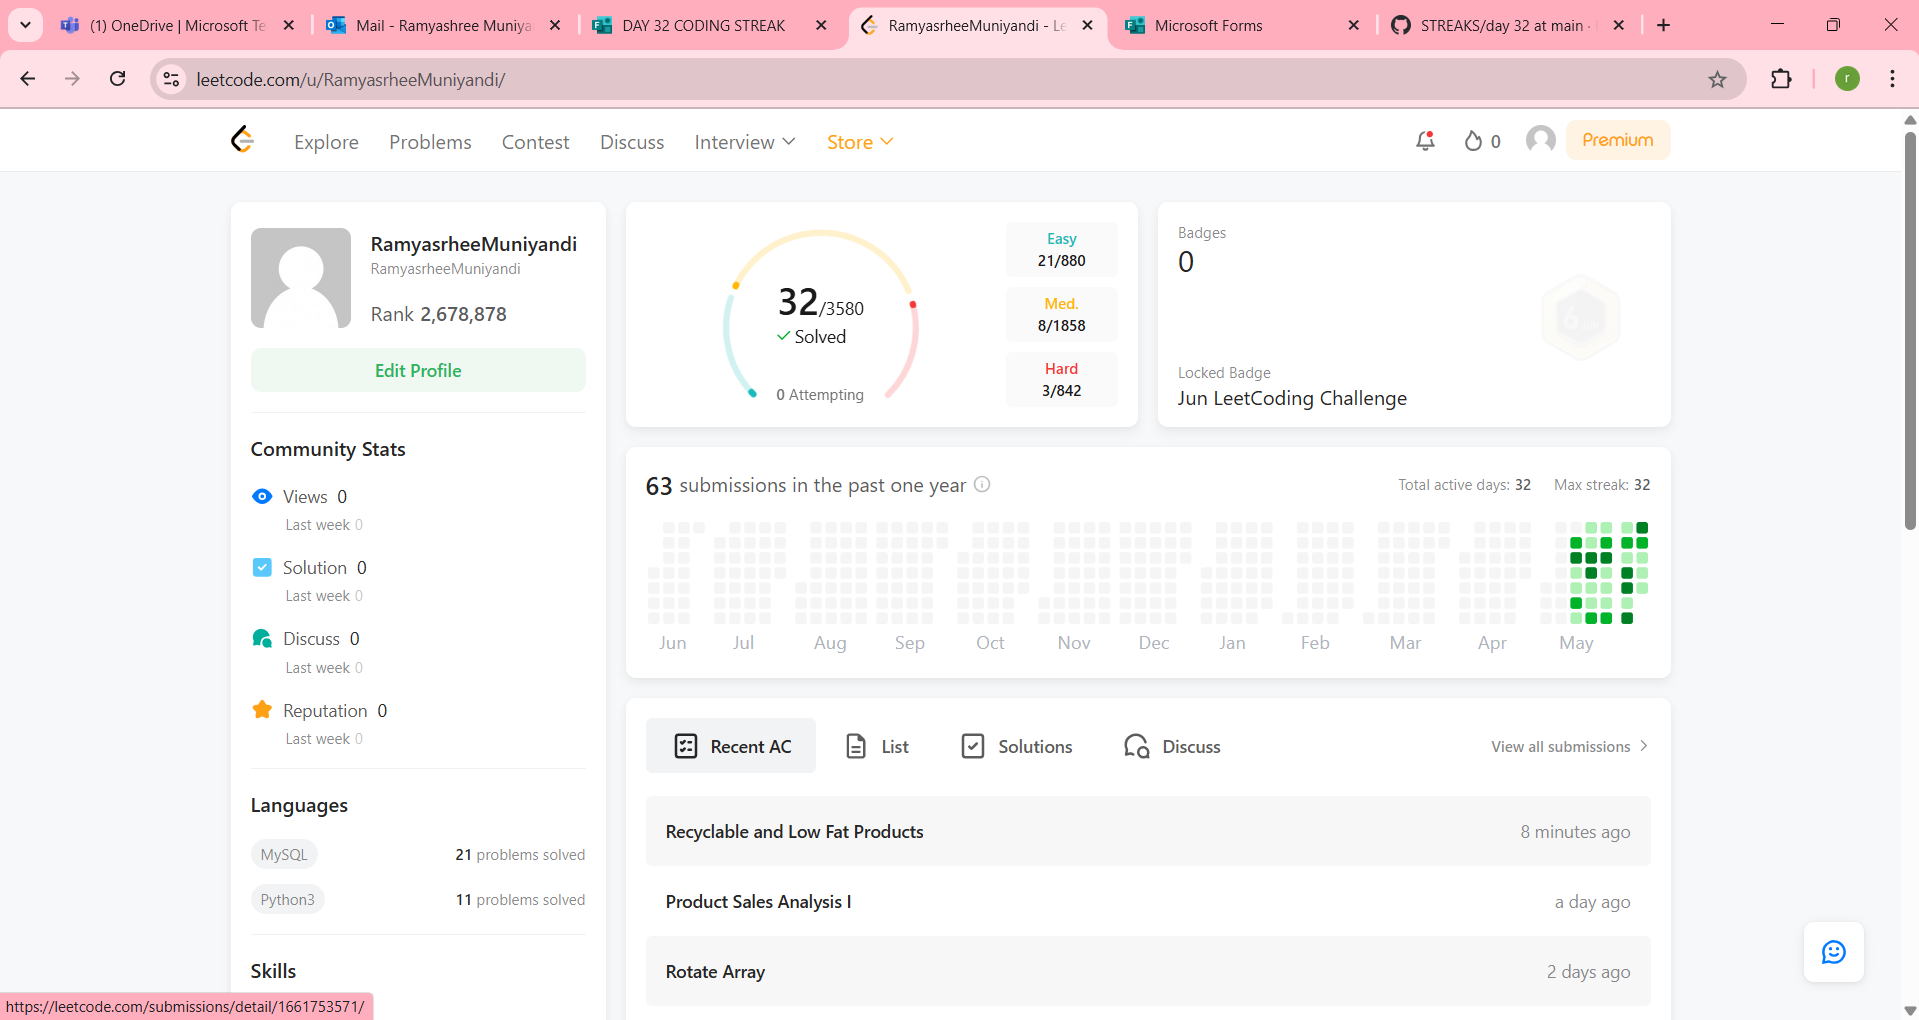 (1) OneDrive | Microsoft Te
Mail - Ramyashree Muniya
DAY 32 CODING STREAK
RamyasrheeMuniyandi - Le
Microsoft Forms
STREAKS/day 32 at main ·
leetcode.com/u/RamyasrheeMuniyandi/
r
Explore
Problems
Contest
Discuss
Interview
Store
0
Premium
RamyasrheeMuniyandi
RamyasrheeMuniyandi
Rank 2,678,878
Edit Profile
Community Stats
Views 0
Last week 0
Solution 0
Last week 0
Discuss 0
Last week 0
Reputation 0
Last week 0
Languages
MySQL 21 problems solved
Python3 11 problems solved
Skills
32/3580
Solved
0 Attempting
Easy
21/880
Med.
8/1858
Hard
3/842
Badges
0
Locked Badge
Jun LeetCoding Challenge
63 submissions in the past one year
Total active days: 32 Max streak: 32
Jun Jul Aug Sep Oct Nov Dec Jan Feb Mar Apr May
Recent AC
List
Solutions
Discuss
View all submissions
Recyclable and Low Fat Products 8 minutes ago
Product Sales Analysis I a day ago
Rotate Array 2 days ago
https://leetcode.com/submissions/detail/1661753571/